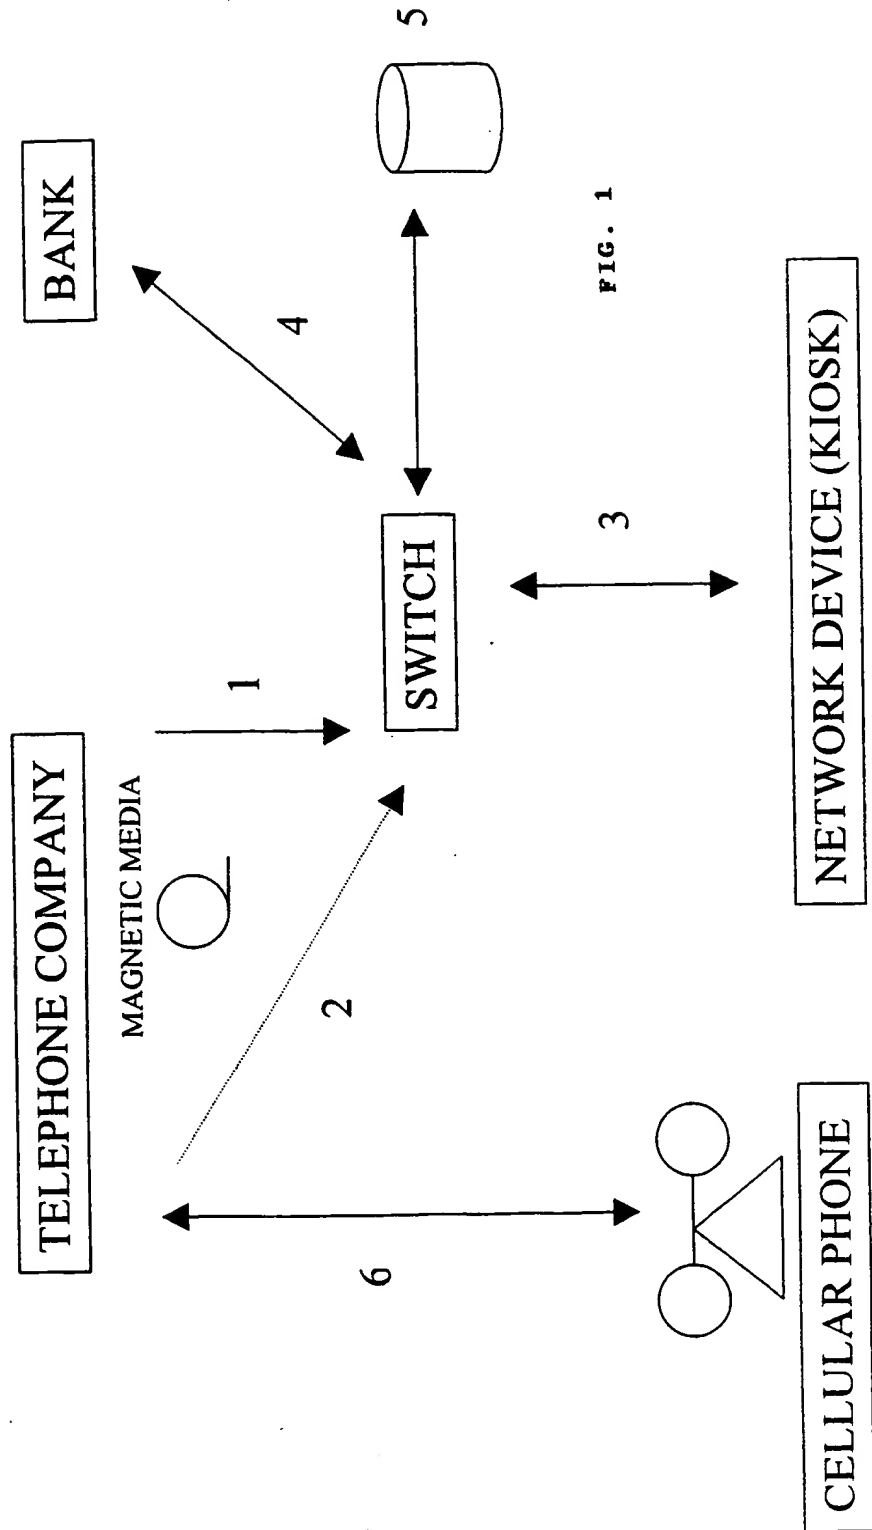 TELEPHONE COMPANY
BANK
MAGNETIC MEDIA
1
4
2
6
SWITCH
5
3
FIG. 1
CELLULAR PHONE
NETWORK DEVICE (KIOSK)